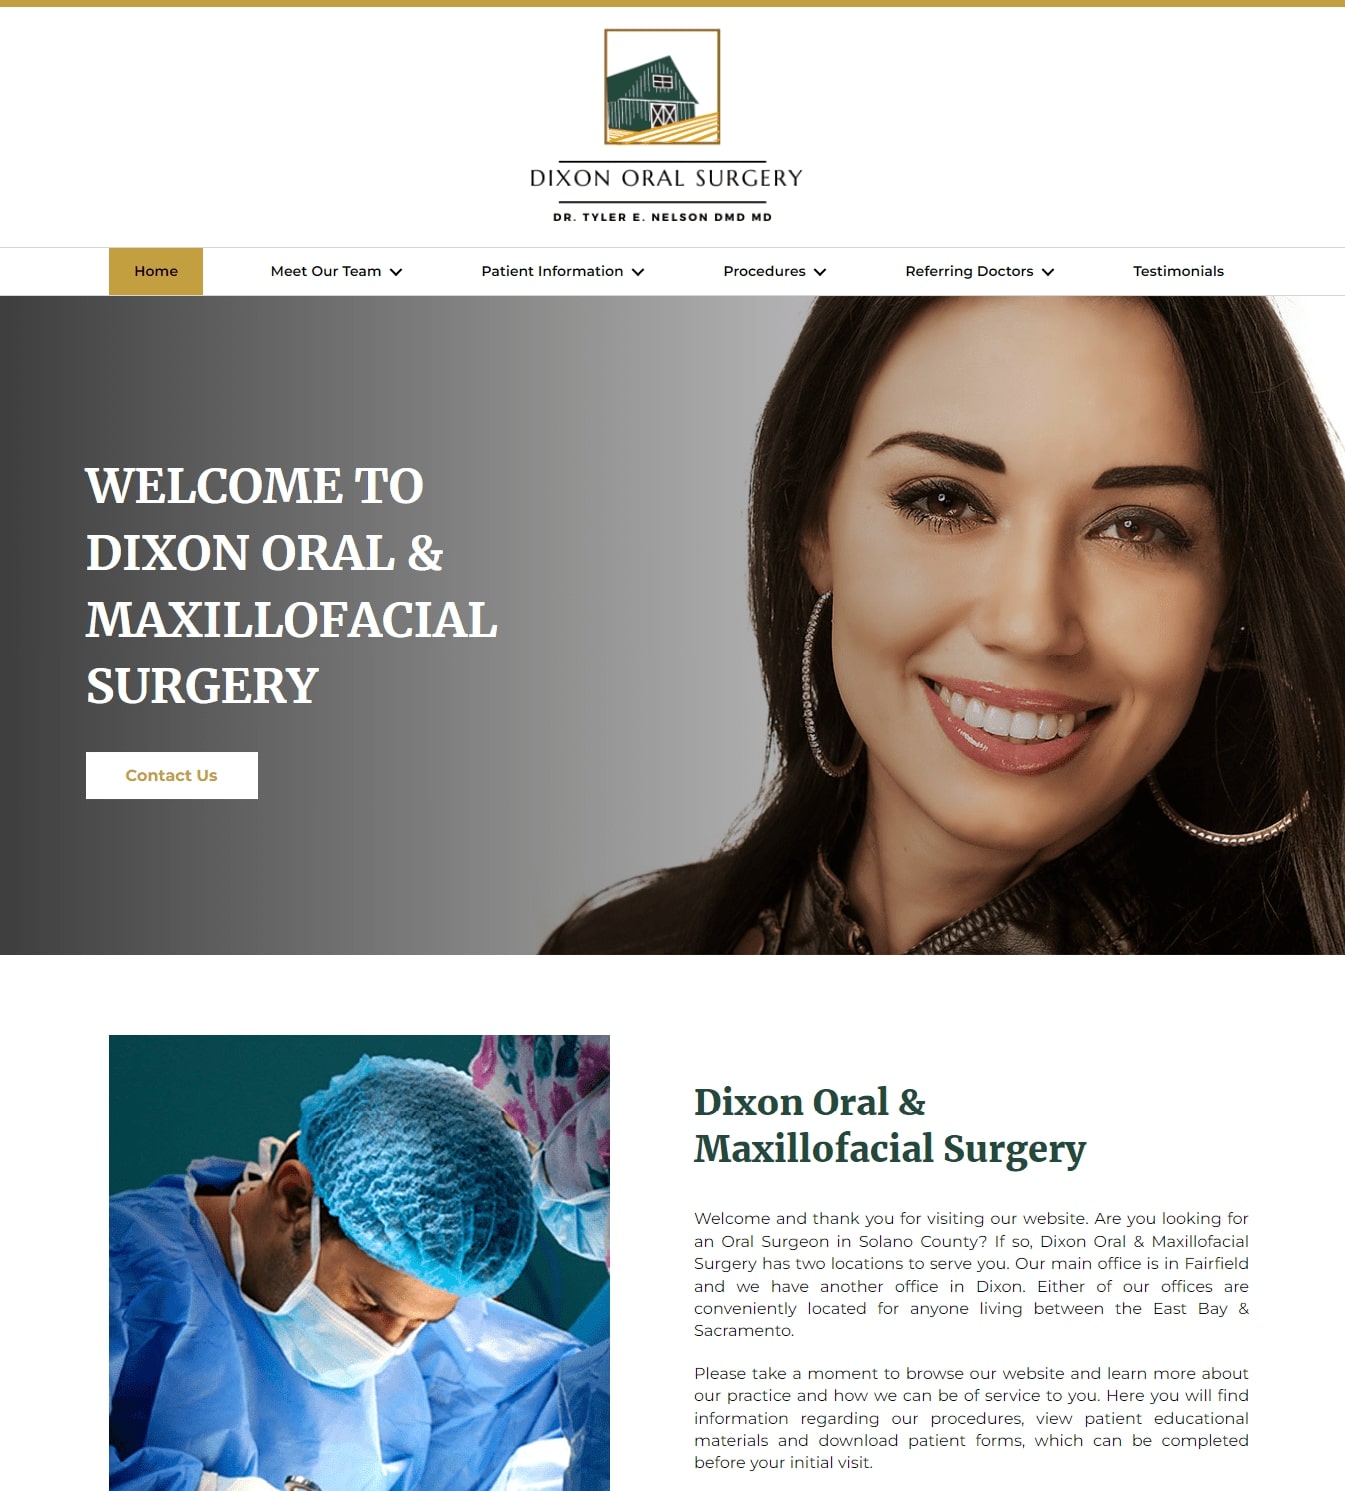 DIXON ORAL SURGERY
DR. TYLER E. NELSON DMD MD
Home Meet Our Team Patient Information Procedures Referring Doctors Testimonials
WELCOME TO
DIXON ORAL &
MAXILLOFACIAL
SURGERY
Contact Us
Dixon Oral &
Maxillofacial Surgery
Welcome and thank you for visiting our website. Are you looking for
an Oral Surgeon in Solano County? If so, Dixon Oral & Maxillofacial
Surgery has two locations to serve you. Our main office is in Fairfield
and we have another office in Dixon. Either of our offices are
conveniently located for anyone living between the East Bay &
Sacramento.
Please take a moment to browse our website and learn more about
our practice and how we can be of service to you. Here you will find
information regarding our procedures, view patient educational
materials and download patient forms, which can be completed
before your initial visit.